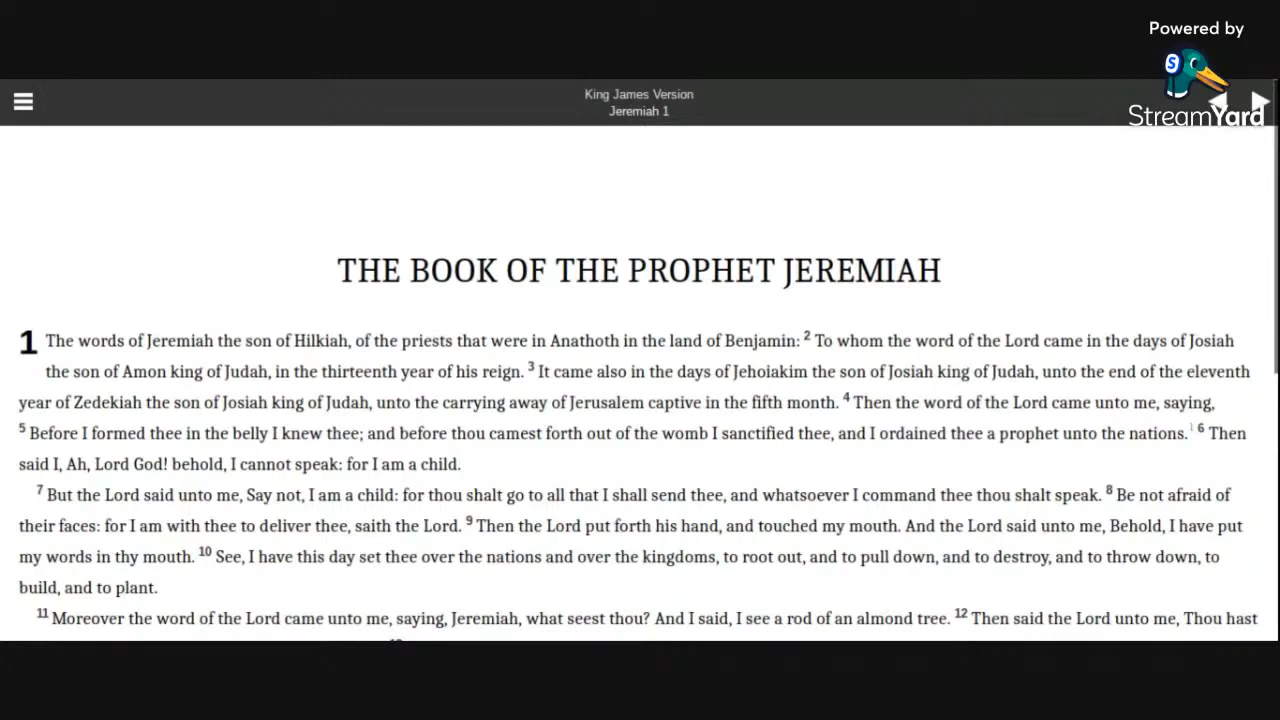 Powered by
StreamYard
King James Version
Jeremiah 1
THE BOOK OF THE PROPHET JEREMIAH
1 The words of Jeremiah the son of Hilkiah, of the priests that were in Anathoth in the land of Benjamin: 2 To whom the word of the Lord came in the days of Josiah
the son of Amon king of Judah, in the thirteenth year of his reign. 3 It came also in the days of Jehoiakim the son of Josiah king of Judah, unto the end of the eleventh
year of Zedekiah the son of Josiah king of Judah, unto the carrying away of Jerusalem captive in the fifth month. 4 Then the word of the Lord came unto me, saying,
5 Before I formed thee in the belly I knew thee; and before thou camest forth out of the womb I sanctified thee, and I ordained thee a prophet unto the nations. 6 Then
said I, Ah, Lord God! behold, I cannot speak: for I am a child.
7 But the Lord said unto me, Say not, I am a child: for thou shalt go to all that I shall send thee, and whatsoever I command thee thou shalt speak. 8 Be not afraid of
their faces: for I am with thee to deliver thee, saith the Lord. 9 Then the Lord put forth his hand, and touched my mouth. And the Lord said unto me, Behold, I have put
my words in thy mouth. 10 See, I have this day set thee over the nations and over the kingdoms, to root out, and to pull down, and to destroy, and to throw down, to
build, and to plant.
11 Moreover the word of the Lord came unto me, saying, Jeremiah, what seest thou? And I said, I see a rod of an almond tree. 12 Then said the Lord unto me, Thou hast